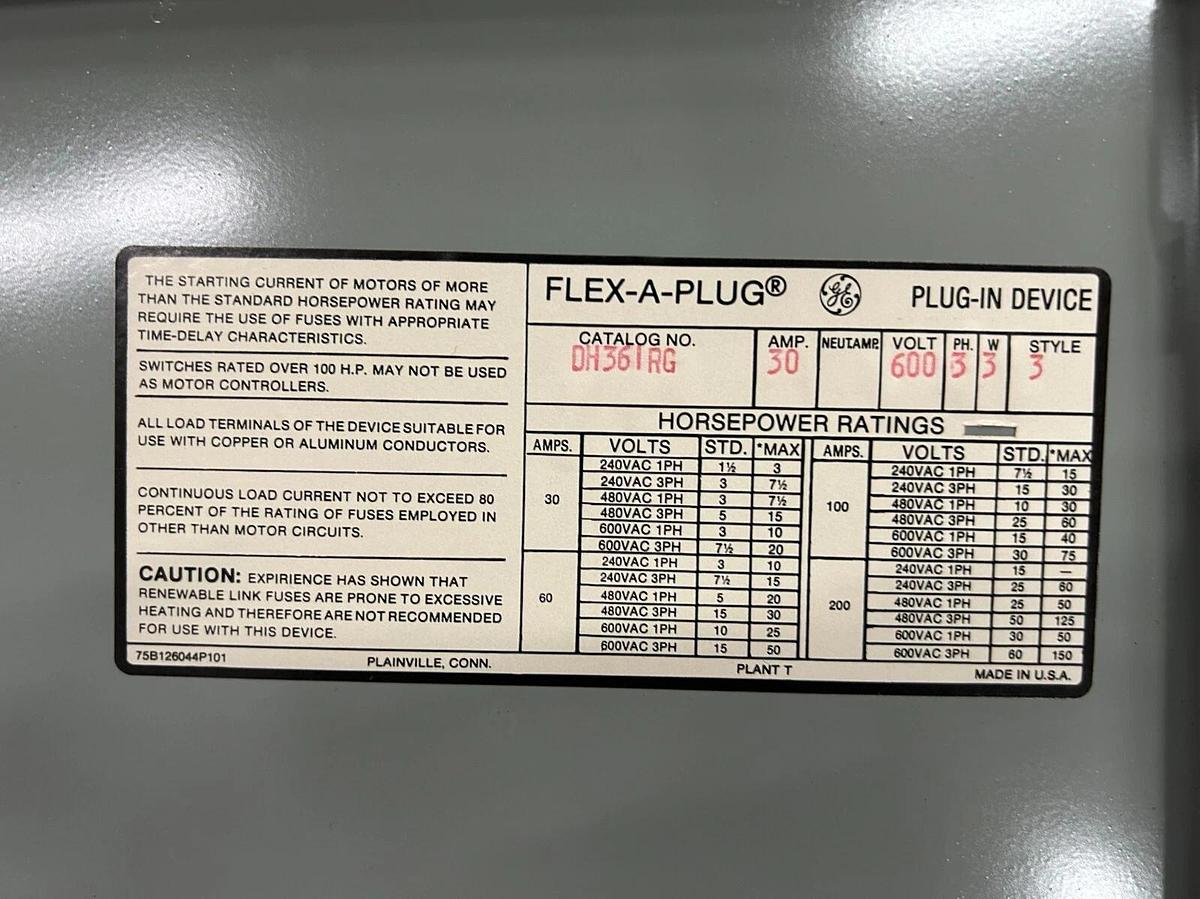 THE STARTING CURRENT OF MOTORS OF MORE
THAN THE STANDARD HORSEPOWER RATING MAY
REQUIRE THE USE OF FUSES WITH APPROPRIATE
TIME-DELAY CHARACTERISTICS.
SWITCHES RATED OVER 100 H.P. MAY NOT BE USED
AS MOTOR CONTROLLERS.
ALL LOAD TERMINALS OF THE DEVICE SUITABLE FOR
USE WITH COPPER OR ALUMINUM CONDUCTORS.
CONTINUOUS LOAD CURRENT NOT TO EXCEED 80
PERCENT OF THE RATING OF FUSES EMPLOYED IN
OTHER THAN MOTOR CIRCUITS.
CAUTION: EXPIRIENCE HAS SHOWN THAT
RENEWABLE LINK FUSES ARE PRONE TO EXCESSIVE
HEATING AND THEREFORE ARE NOT RECOMMENDED
FOR USE WITH THIS DEVICE.
FLEX-A-PLUG® GE PLUG-IN DEVICE
CATALOG NO. AMP. NEUT.AMP. VOLT PH. W STYLE
DH361RG 30 600 3 3 3
HORSEPOWER RATINGS
AMPS. VOLTS STD. *MAX
30
240VAC 1PH 1½ 3
240VAC 3PH 3 7½
480VAC 1PH 3 7½
480VAC 3PH 5 15
600VAC 1PH 3 10
600VAC 3PH 7½ 20
60
240VAC 1PH 3 10
240VAC 3PH 7½ 15
480VAC 1PH 5 20
480VAC 3PH 15 30
600VAC 1PH 10 25
600VAC 3PH 15 50
AMPS. VOLTS STD. *MAX
100
240VAC 1PH 7½ 15
240VAC 3PH 15 30
480VAC 1PH 10 30
480VAC 3PH 25 60
600VAC 1PH 15 40
600VAC 3PH 30 75
200
240VAC 1PH 15 —
240VAC 3PH 25 60
480VAC 1PH 25 50
480VAC 3PH 50 125
600VAC 1PH 30 50
600VAC 3PH 60 150
75B126044P101 PLAINVILLE, CONN. PLANT T MADE IN U.S.A.